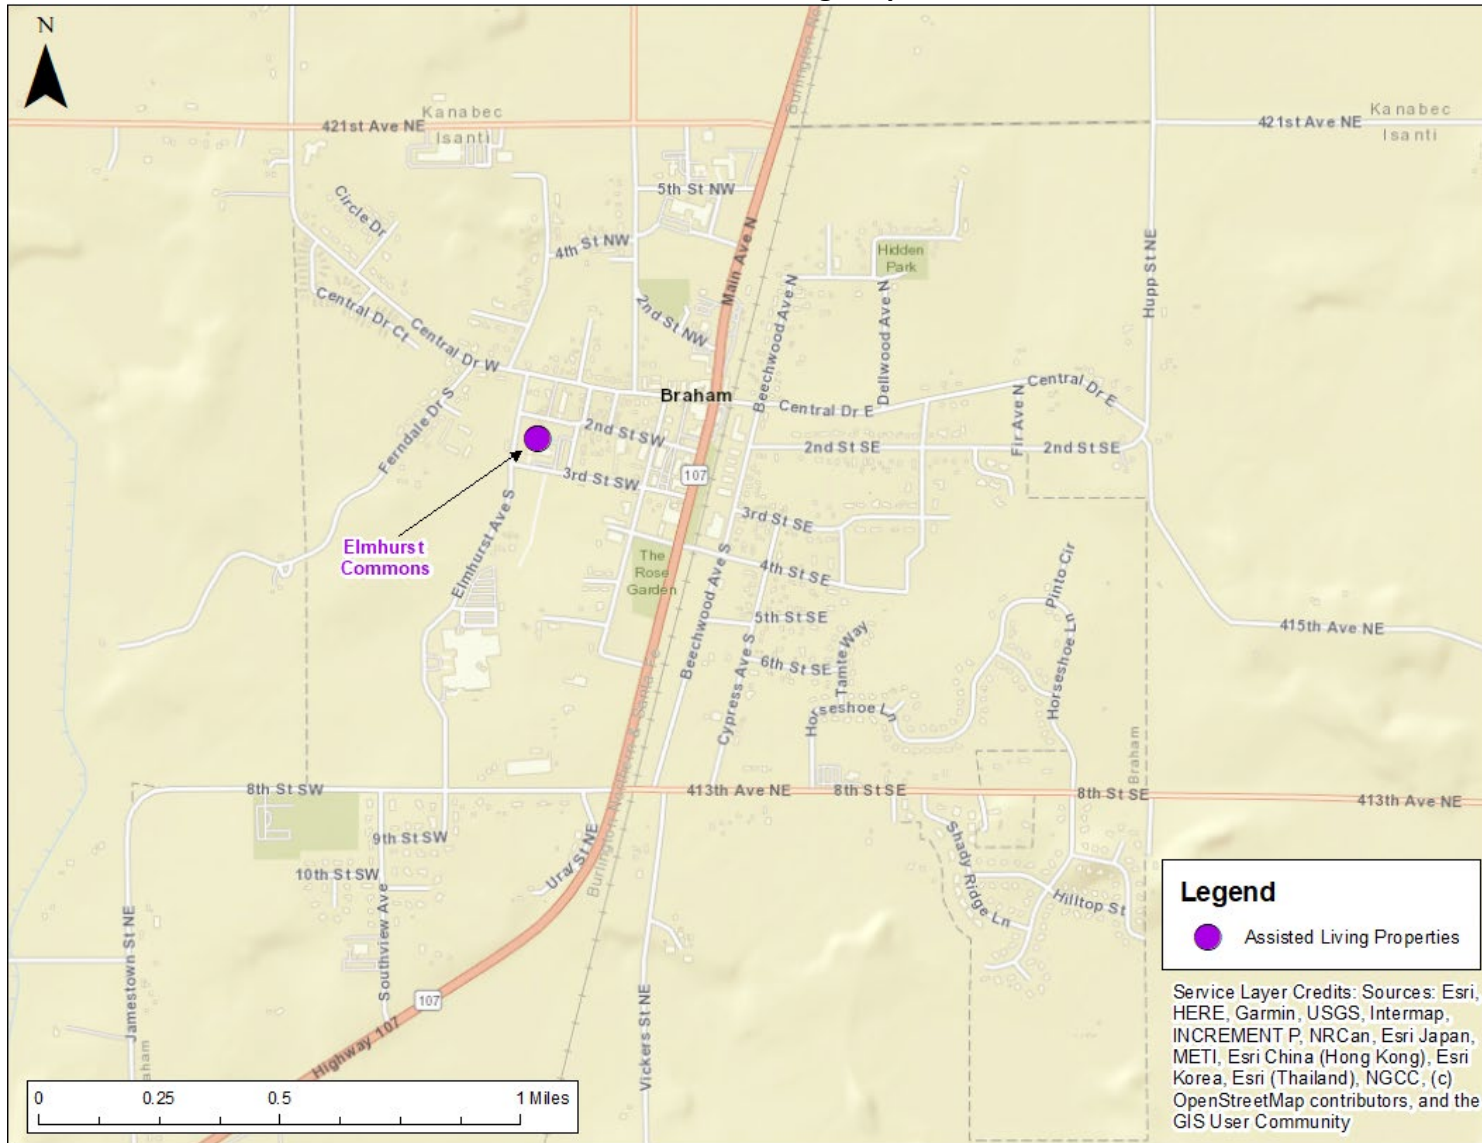 N
Burlington No
Kanabec
421st Ave NE
Isanti
Kanabec
421st Ave NE
Isanti
5th St NW
Circle Dr
4th St NW
Main Ave N
Hidden
Park
Hupp St NE
Central Dr Ct
2nd St NW
Beechwood Ave N
Dellwood Ave N
Central Dr W
Braham
Central Dr E
Central Dr E
Ferndale Dr S
2nd St SW
Fir Ave N
2nd St SE
2nd St SE
3rd St SW
107
3rd St SE
Elmhurst
Commons
Elmhurst Ave S
The
Rose
Garden
4th St SE
Pinto Cir
Beechwood Ave S
5th St SE
415th Ave NE
Cypress Ave S
6th St SE
Tamte Way
Horseshoe Ln
Horseshoe Ln
Burlington Northern & Santa Fe
Braham
8th St SW
413th Ave NE
8th St SE
8th St SE
413th Ave NE
9th St SW
Ural St NE
10th St SW
Southview Ave
Shady Ridge Ln
Hilltop St
Jamestown St NE
107
Highway 107
Vickers St NE
aham
Legend
Assisted Living Properties
Service Layer Credits: Sources: Esri,
HERE, Garmin, USGS, Intermap,
INCREMENT P, NRCan, Esri Japan,
METI, Esri China (Hong Kong), Esri
Korea, Esri (Thailand), NGCC, (c)
OpenStreetMap contributors, and the
GIS User Community
0 0.25 0.5 1 Miles